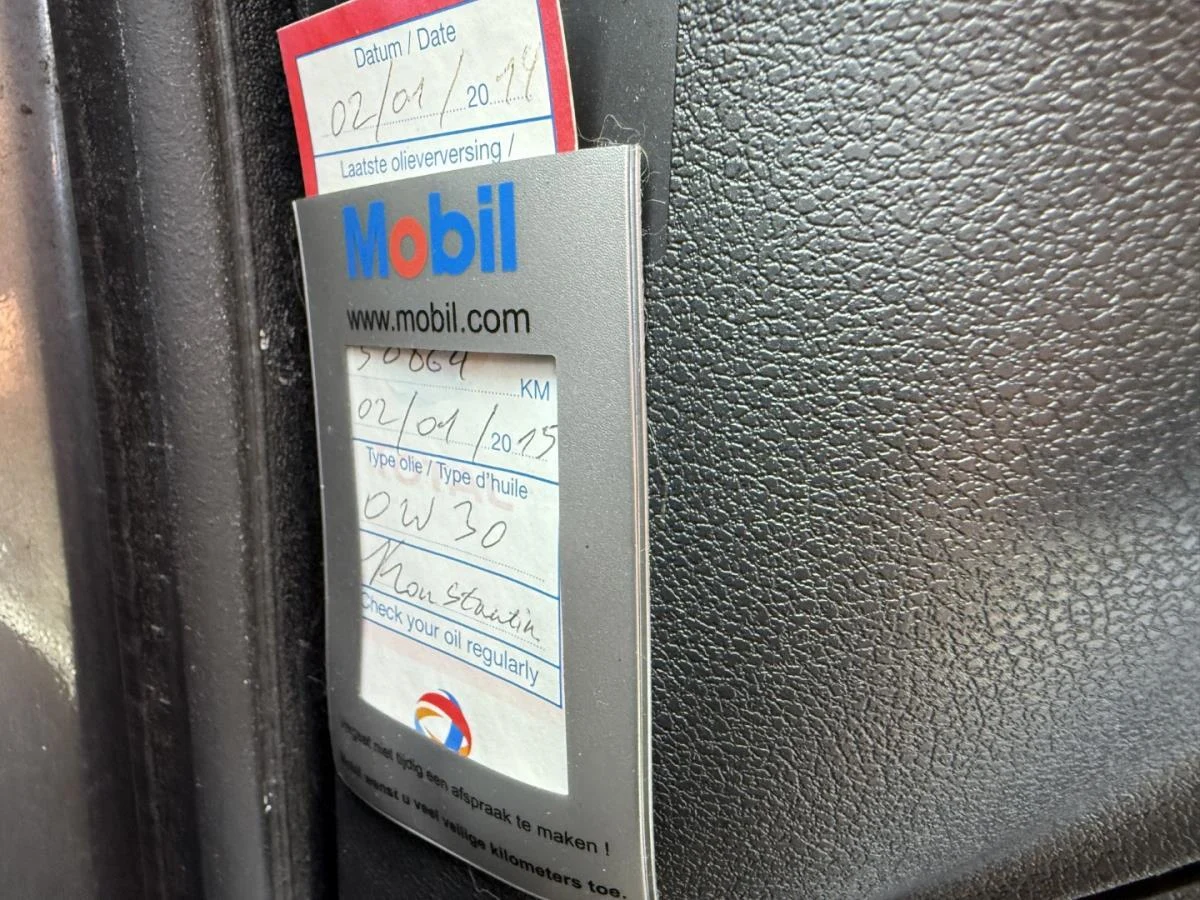 Datum / Date
02/01/2014
Laatste olieverversing /
Mobil
www.mobil.com
KM
02/01/2015
Type olie / Type d'huile
0W30
Konstantin
Check your oil regularly
Vergeet niet tijdig een afspraak te maken !
Mobil wenst u veel veilige kilometers toe.